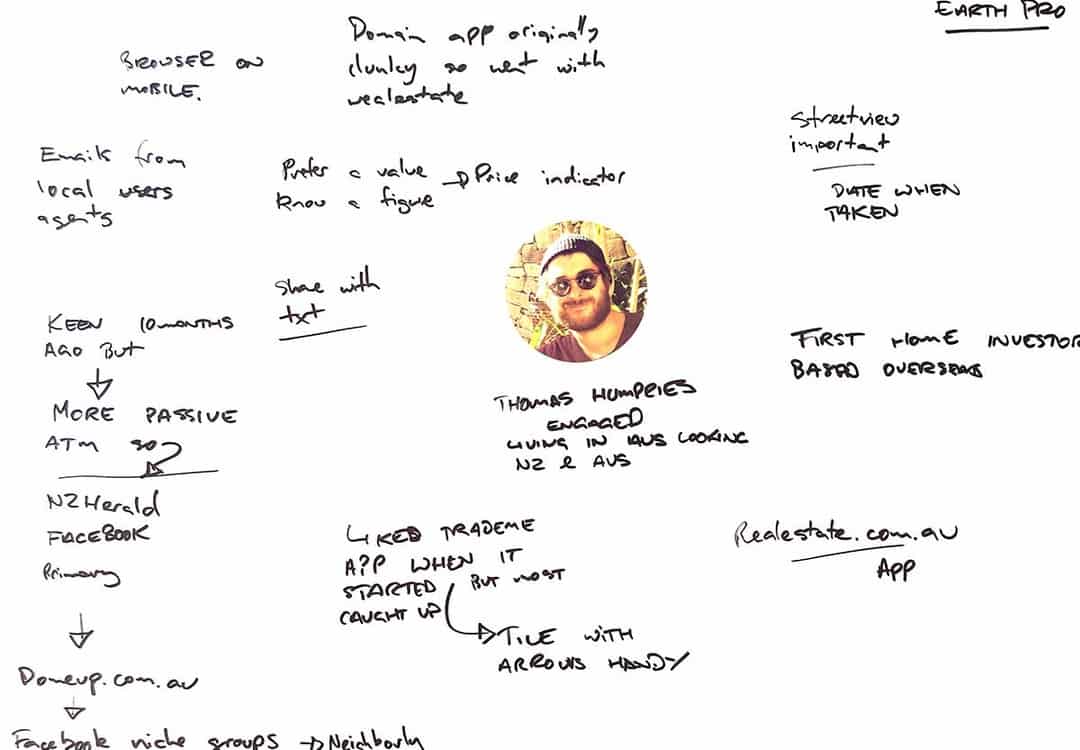 EARTH PRO
BROWSER ON
MOBILE.
Domain app originally
clunky so went with
realestate
Streetview
important
DATE WHEN
TAKEN
Emails from
local users
agents
Prefer a value → Price indicator
know a figure
Share with
txt
KEEN 10 MONTHS
AGO BUT
MORE PASSIVE
ATM so
NZHerald
FACEBOOK
Primary
Domeup.com.au
Facebook niche groups → Neighborly
THOMAS HUMPRIES
ENGAGED
LIVING IN AUS LOOKING
NZ & AUS
FIRST HOME INVESTOR
BASED OVERSEAS
LIKED TRADEME
APP WHEN IT
STARTED BUT MOST
CAUGHT UP
TILE WITH
ARROWS HANDY
Realestate.com.au
APP